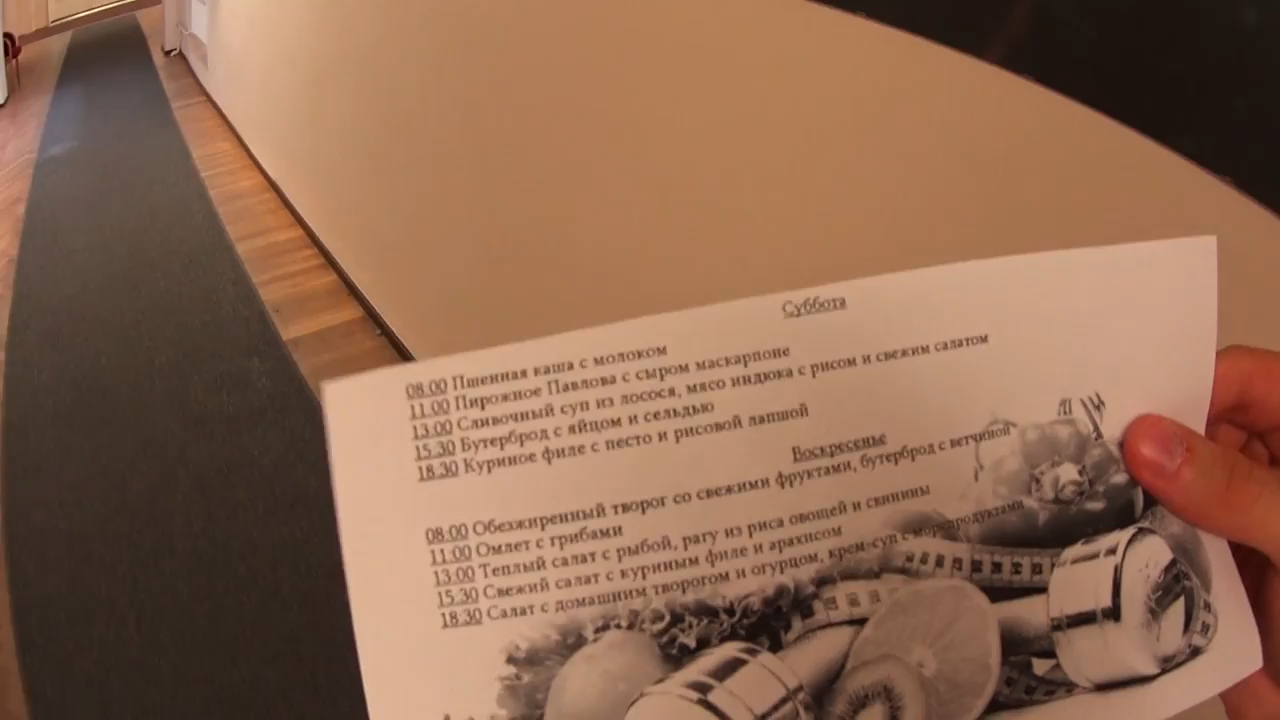 Суббота
08.00 Пшенная каша с молоком
11.00 Пирожное Павлова с сыром маскарпоне
13.00 Сливочный суп из лосося, мясо индюка с рисом и свежим салатом
15.30 Бутерброд с яйцом и сельдью
18.30 Куриное филе с песто и рисовой лапшой
Воскресенье
08:00 Обезжиренный творог со свежими фруктами, бутерброд с ветчиной
11:00 Омлет с грибами
13:00 Теплый салат с рыбой, рагу из риса овощей и свинины
15.30 Свежий салат с куриным филе и арахисом
18:30 Салат с домашним творогом и огурцом, крем-суп с морепродуктами